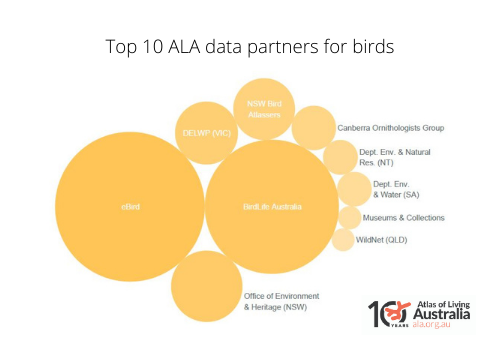 Top 10 ALA data partners for birds
NSW Bird
Atlassers
DELWP (VIC)
Canberra Ornithologists Group
Dept. Env. & Natural
Res. (NT)
Dept. Env.
& Water (SA)
eBird
BirdLife Australia
Museums & Collections
WildNet (QLD)
Office of Environment
& Heritage (NSW)
10
YEARS
Atlas of Living
Australia
ala.org.au